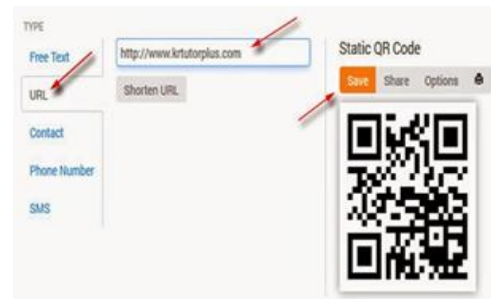 TYPE
Free Text
URL
Contact
Phone Number
SMS
http://www.krtutorplus.com
Shorten URL
Static QR Code
Save Share Options